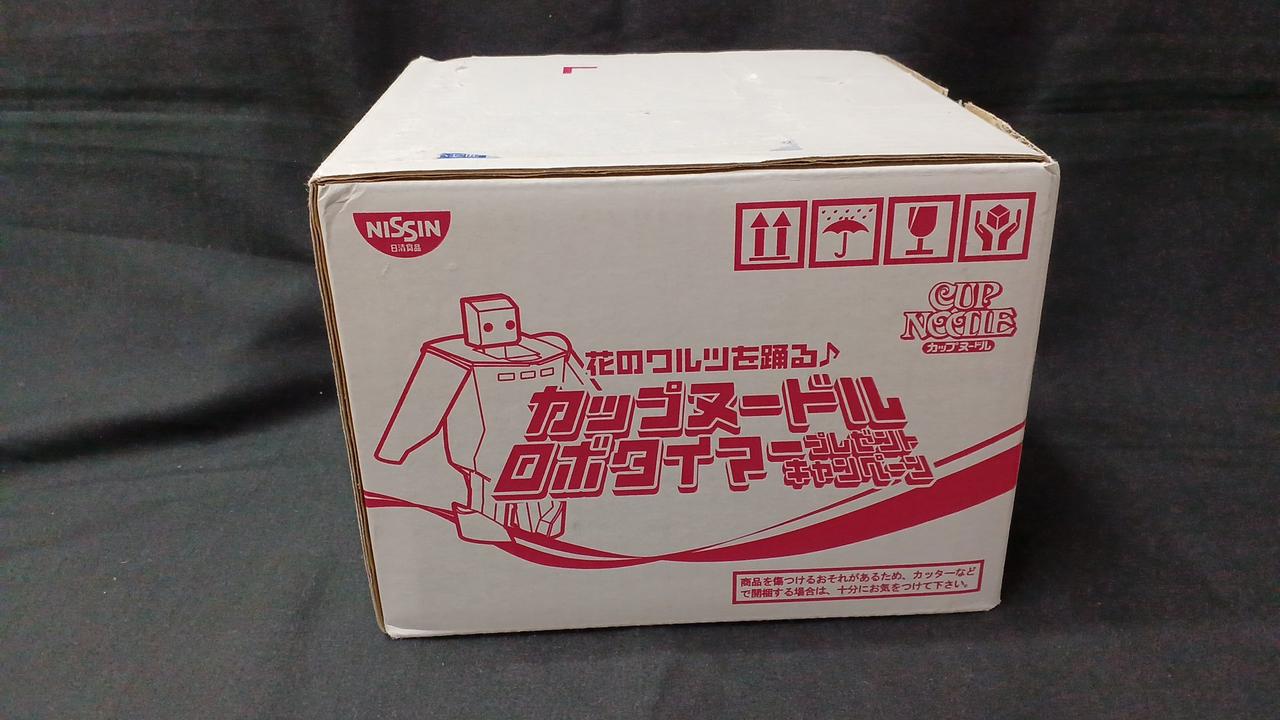 NISSIN
日清食品
CUP
NOODLE
カップヌードル
花のワルツを踊る♪
カップヌードル
ロボタイマー
プレゼント
キャンペーン
商品を傷つけるおそれがあるため、カッターなど
で開梱する場合は、十分にお気をつけて下さい。